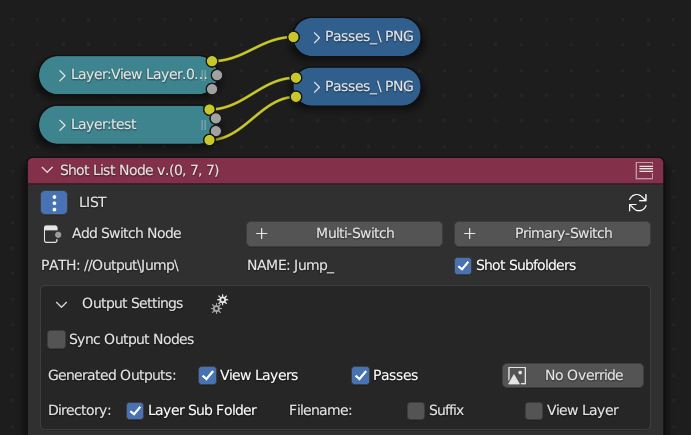 Passes_\ PNG
Layer:View Layer.0...
Passes_\ PNG
Layer:test
Shot List Node v.(0, 7, 7)
LIST
Add Switch Node + Multi-Switch + Primary-Switch
PATH: //Output\Jump\ NAME: Jump_ Shot Subfolders
Output Settings
Sync Output Nodes
Generated Outputs: View Layers Passes No Override
Directory: Layer Sub Folder Filename: Suffix View Layer